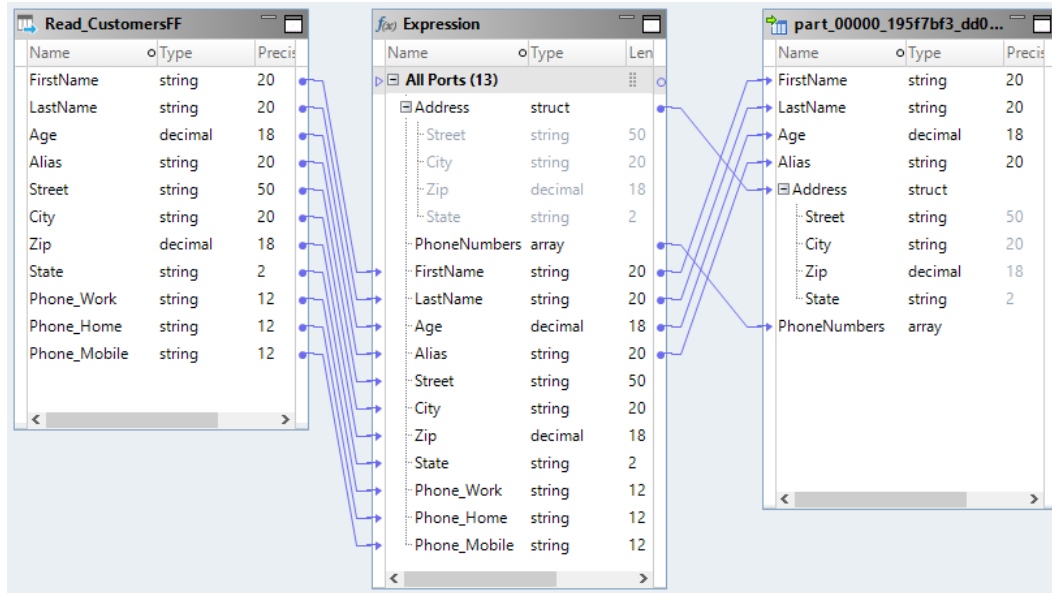 Read_CustomersFF
Name Type Precis
FirstName string 20
LastName string 20
Age decimal 18
Alias string 20
Street string 50
City string 20
Zip decimal 18
State string 2
Phone_Work string 12
Phone_Home string 12
Phone_Mobile string 12
f(x) Expression
Name Type Len
All Ports (13)
Address struct
Street string 50
City string 20
Zip decimal 18
State string 2
PhoneNumbers array
FirstName string 20
LastName string 20
Age decimal 18
Alias string 20
Street string 50
City string 20
Zip decimal 18
State string 2
Phone_Work string 12
Phone_Home string 12
Phone_Mobile string 12
part_00000_195f7bf3_dd0...
Name Type Precis
FirstName string 20
LastName string 20
Age decimal 18
Alias string 20
Address struct
Street string 50
City string 20
Zip decimal 18
State string 2
PhoneNumbers array